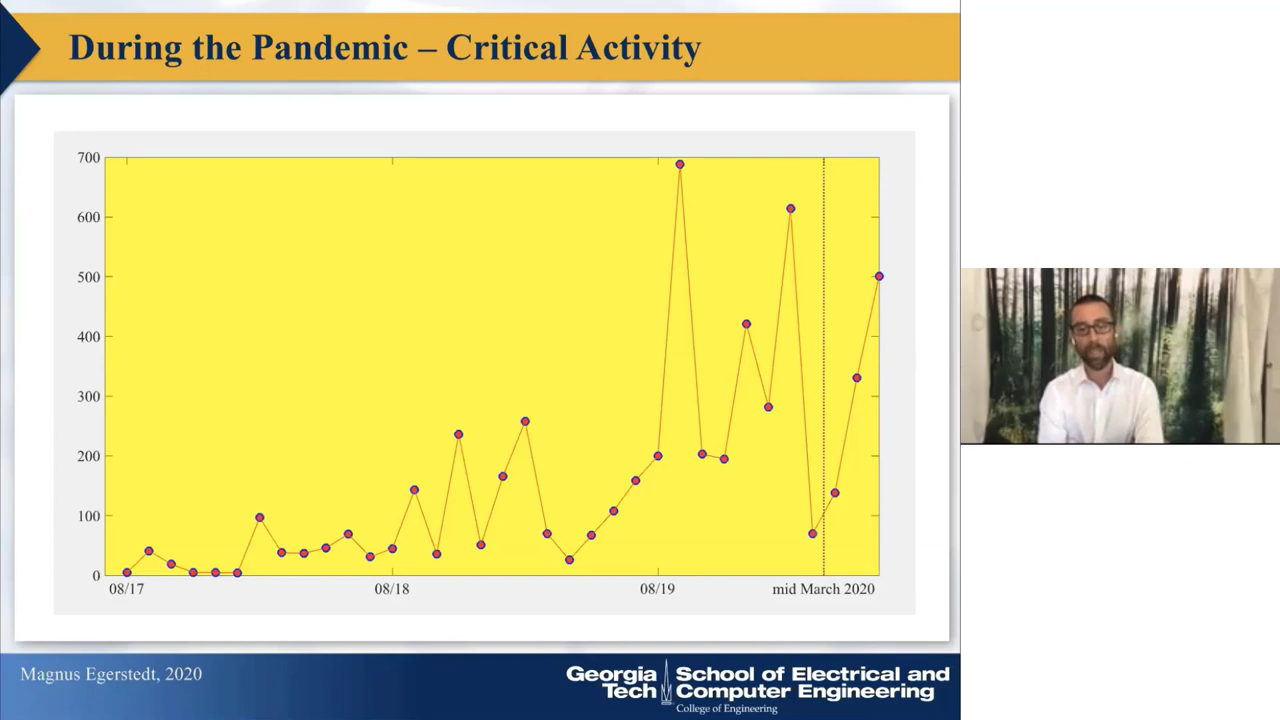 During the Pandemic – Critical Activity
700
600
500
400
300
200
100
0
08/17 08/18 08/19 mid March 2020
Magnus Egerstedt, 2020
Georgia Tech
School of Electrical and
Computer Engineering
College of Engineering